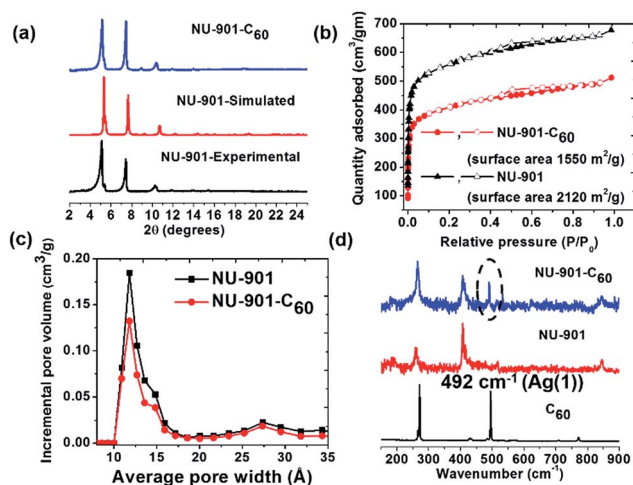 (a)
NU-901-C60
NU-901-Simulated
NU-901-Experimental
2 4 6 8 10 12 14 16 18 20 22 24
2θ (degrees)
(b)
Quantity adsorbed (cm³/gm)
700
600
500
400
300
200
100
NU-901-C60
(surface area 1550 m²/g)
NU-901
(surface area 2120 m²/g)
0.0 0.2 0.4 0.6 0.8 1.0
Relative pressure (P/P0)
(c)
Incremental pore volume (cm³/g)
0.20
0.15
0.10
0.05
0.00
NU-901
NU-901-C60
10 15 20 25 30 35
Average pore width (Å)
(d)
NU-901-C60
NU-901
492 cm⁻¹ (Ag(1))
C60
200 300 400 500 600 700 800 900
Wavenumber (cm⁻¹)